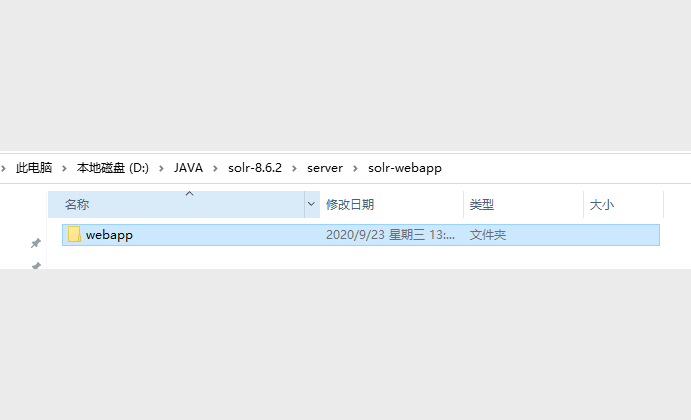 此电脑 本地磁盘 (D:) JAVA solr-8.6.2 server solr-webapp
名称 修改日期 类型 大小
webapp 2020/9/23 星期三 13:... 文件夹